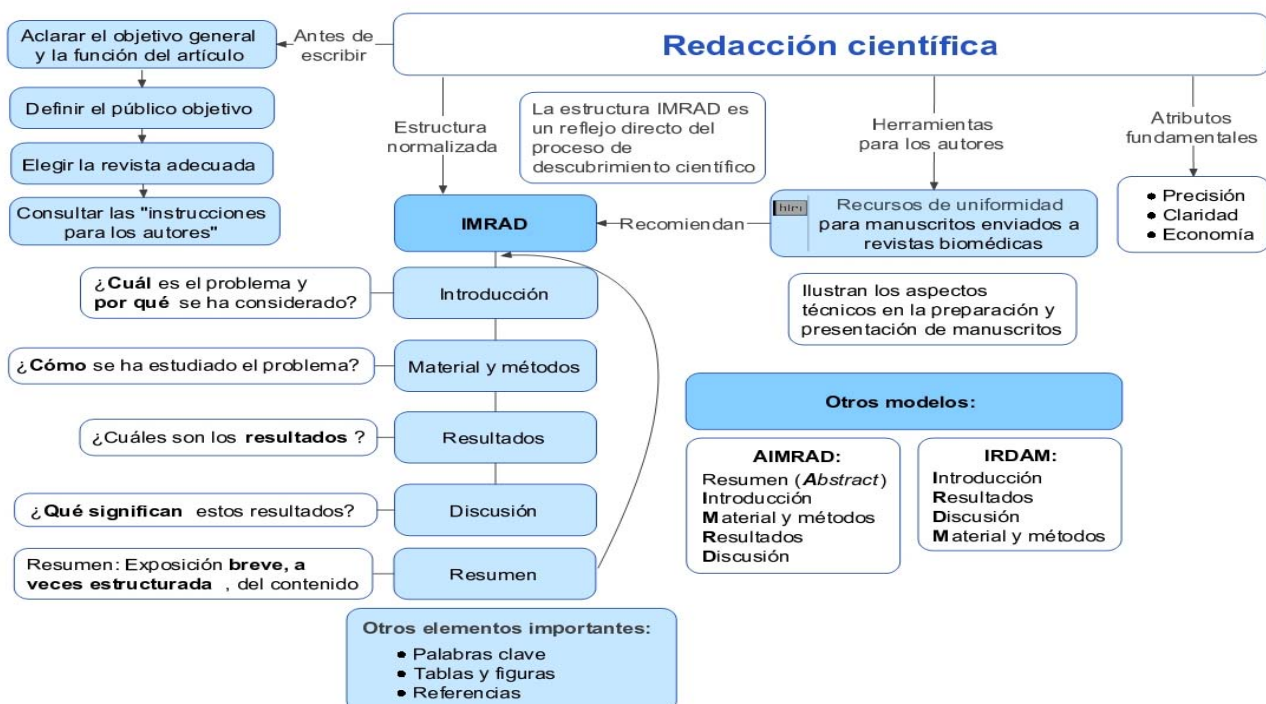 Redacción científica
Antes de
escribir
Aclarar el objetivo general
y la función del artículo
Definir el público objetivo
Elegir la revista adecuada
Consultar las "instrucciones
para los autores"
Estructura
normalizada
La estructura IMRAD es
un reflejo directo del
proceso de
descubrimiento científico
Herramientas
para los autores
Atributos
fundamentales
● Precisión
● Claridad
● Economía
IMRAD
Recomiendan
Recursos de uniformidad
para manuscritos enviados a
revistas biomédicas
Ilustran los aspectos
técnicos en la preparación y
presentación de manuscritos
¿Cuál es el problema y
por qué se ha considerado?
Introducción
¿Cómo se ha estudiado el problema?
Material y métodos
¿Cuáles son los resultados ?
Resultados
¿Qué significan estos resultados?
Discusión
Resumen: Exposición breve, a
veces estructurada , del contenido
Resumen
Otros elementos importantes:
● Palabras clave
● Tablas y figuras
● Referencias
Otros modelos:
AIMRAD:
Resumen (Abstract)
Introducción
Material y métodos
Resultados
Discusión
IRDAM:
Introducción
Resultados
Discusión
Material y métodos